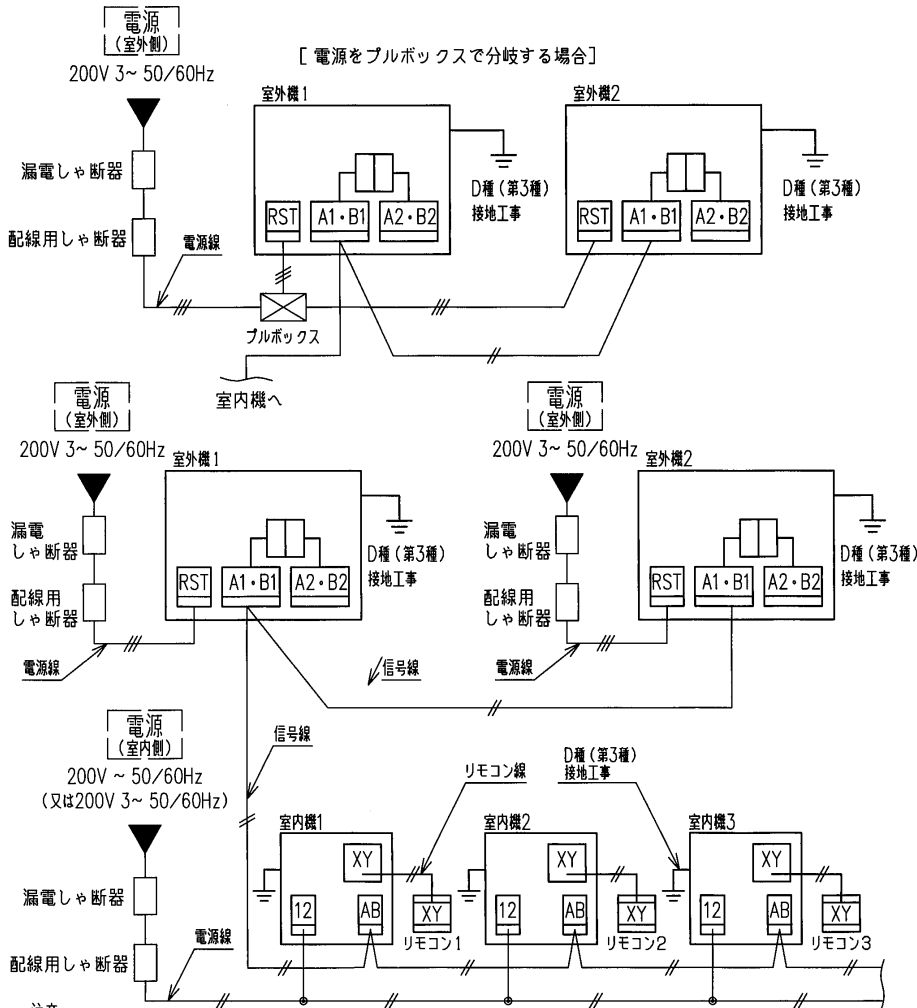 電源
(室外側)
200V 3~ 50/60Hz
[電源をプルボックスで分岐する場合]
漏電しゃ断器
配線用しゃ断器
電源線
室外機1
RST
A1・B1
A2・B2
D種(第3種)
接地工事
室外機2
RST
A1・B1
A2・B2
D種(第3種)
接地工事
プルボックス
室内機へ
電源
(室外側)
200V 3~ 50/60Hz
漏電
しゃ断器
配線用
しゃ断器
電源線
室外機1
RST
A1・B1
A2・B2
D種(第3種)
接地工事
電源
(室外側)
200V 3~ 50/60Hz
漏電
しゃ断器
配線用
しゃ断器
電源線
室外機2
RST
A1・B1
A2・B2
D種(第3種)
接地工事
信号線
信号線
電源
(室内側)
200V ~ 50/60Hz
(又は200V 3~ 50/60Hz)
漏電しゃ断器
配線用しゃ断器
電源線
リモコン線
D種(第3種)
接地工事
室内機1
XY
12
AB
XY
リモコン1
室内機2
XY
12
AB
XY
リモコン2
室内機3
XY
12
AB
XY
リモコン3